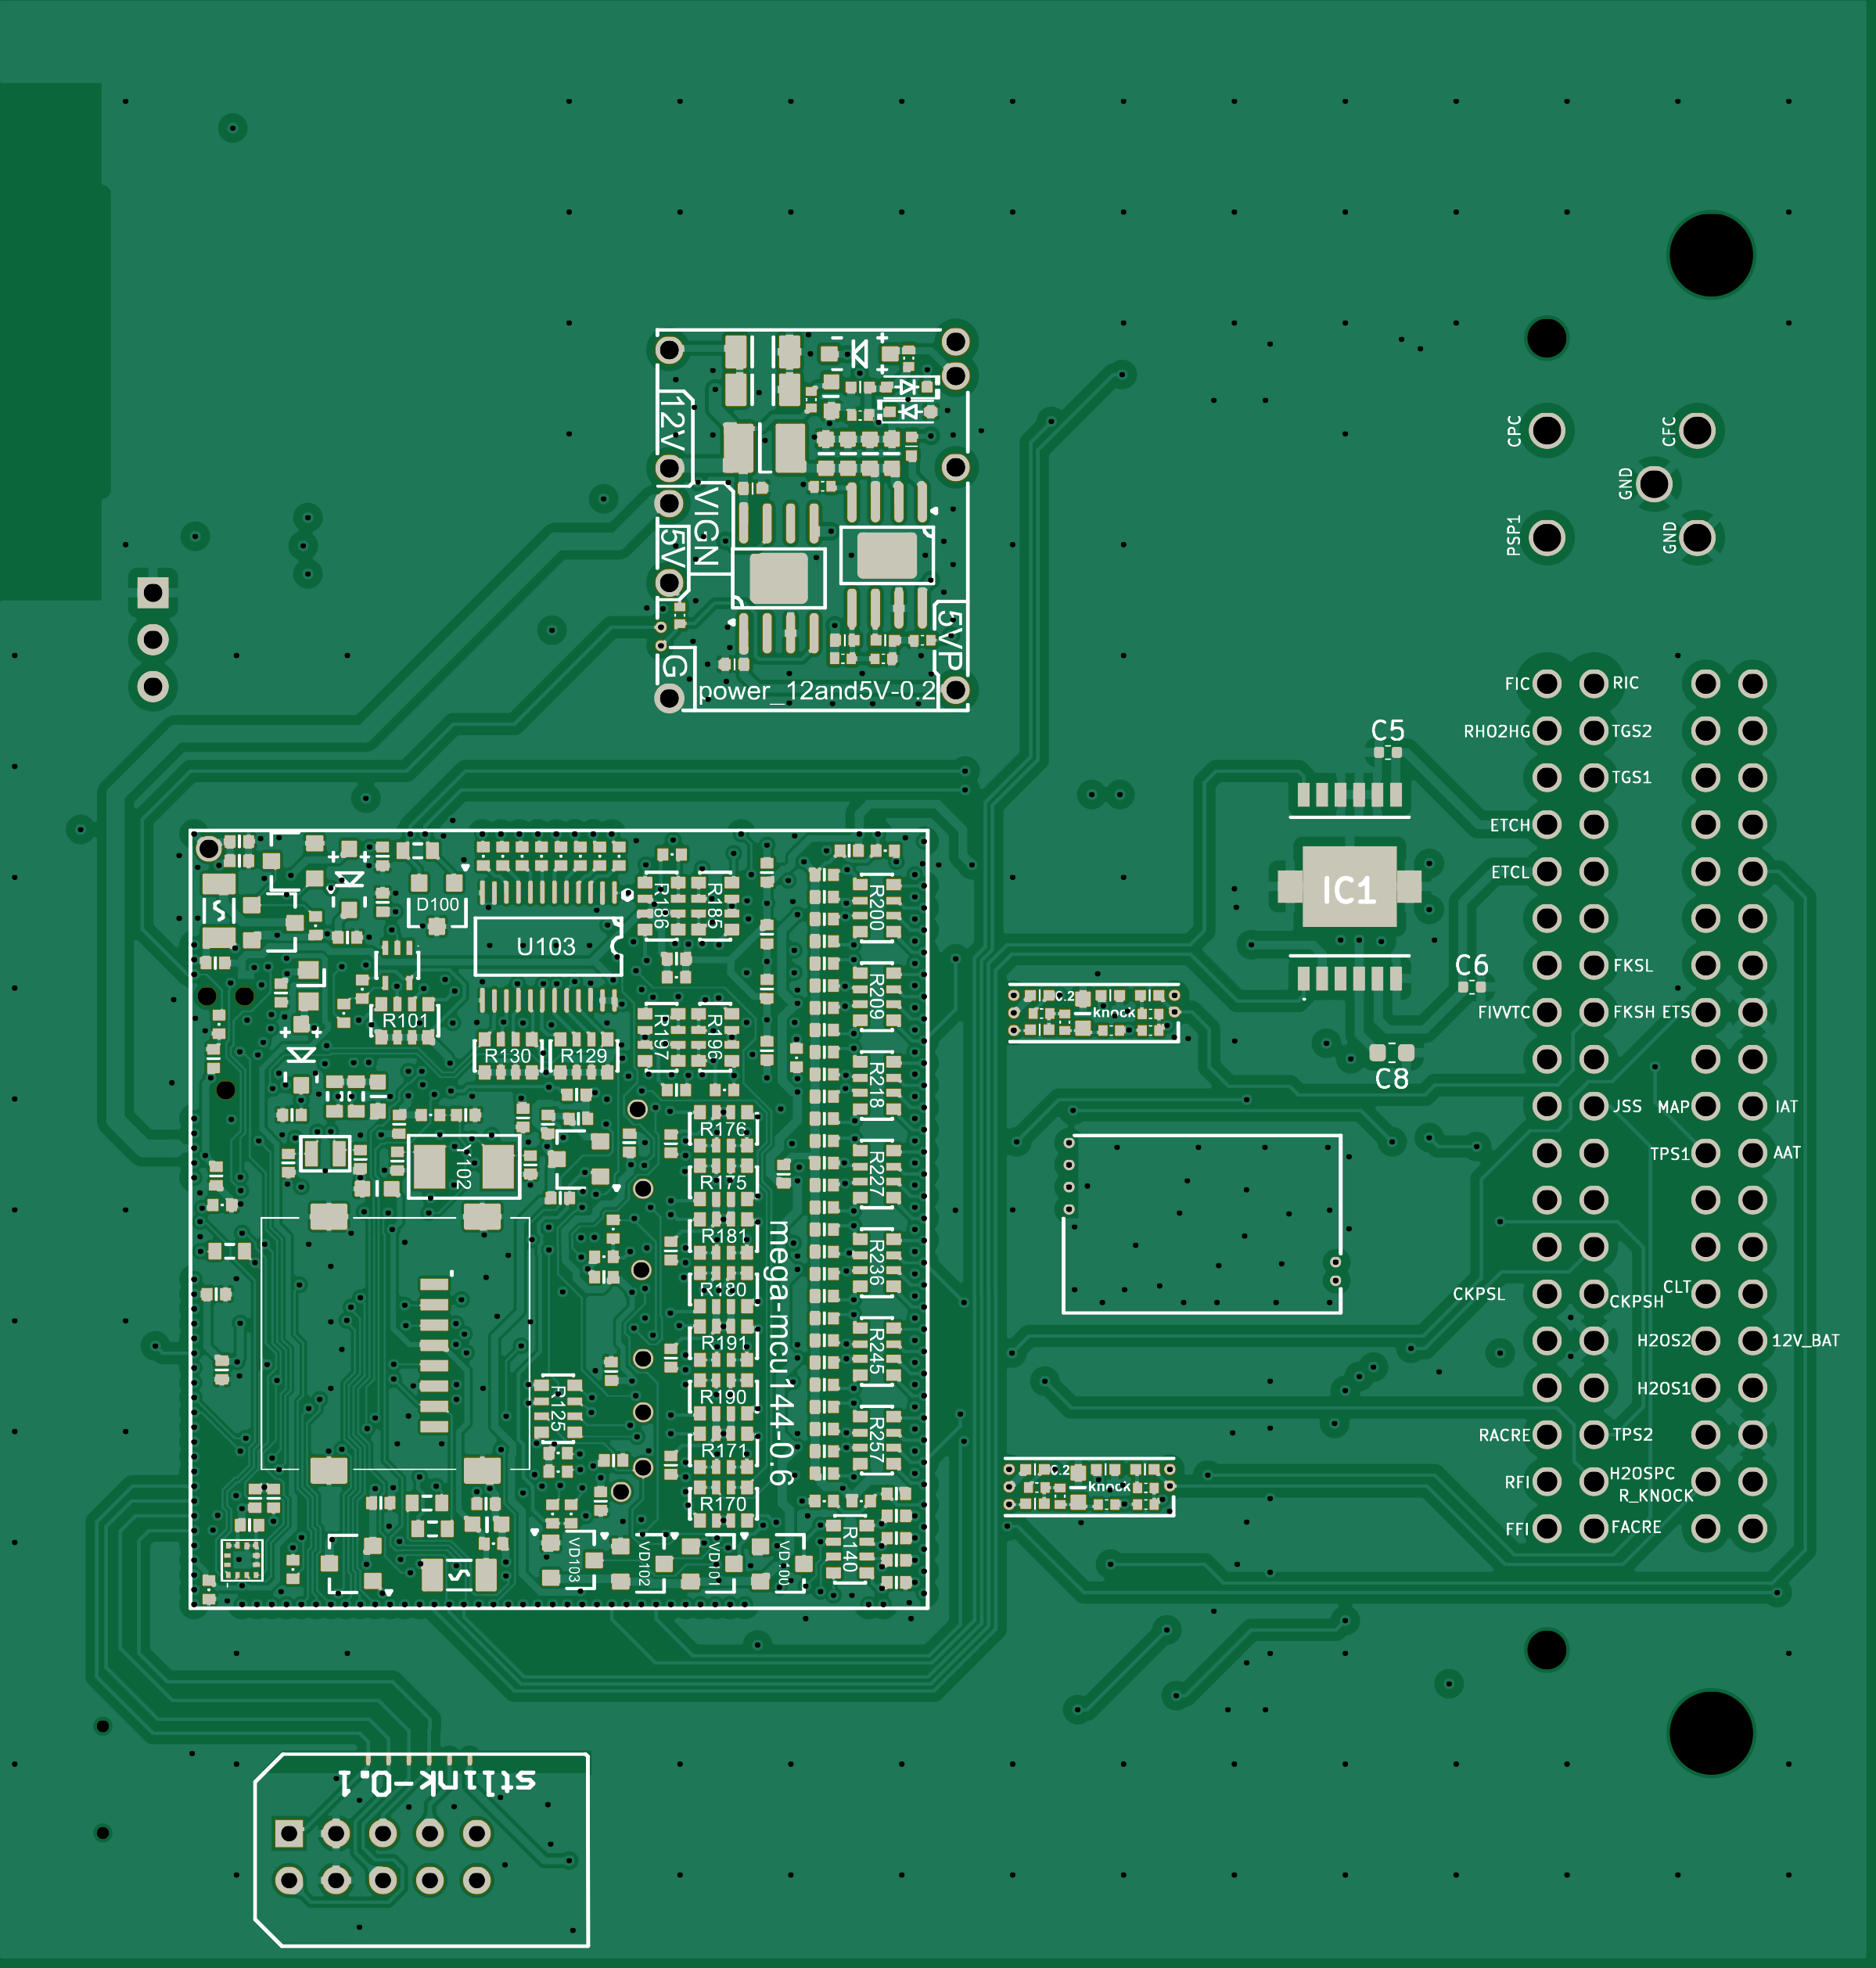 12V
VIGN
5V
5VP
G
power_12and5V-0.2
CPC
CFC
GND
PSP1
GND
FIC
RIC
RHO2HG
TGS2
TGS1
ETCH
ETCL
FKSL
FIVVTC
FKSH ETS
JSS
MAP
IAT
TPS1
AAT
CKPSL
CKPSH
CLT
H2OS2
12V_BAT
H2OS1
RACRE
TPS2
RFI
H2OSPC
R_KNOCK
FFI
FACRE
C5
IC1
C6
C8
D100
U103
R186
R185
R200
R101
R130
R129
R197
R196
R209
R218
Y102
R176
R175
R227
R181
R180
R236
R191
R190
R245
R125
R171
R170
R257
mega-mcu144-0.6
VD103
VD102
VD101
VD100
R140
knock
knock
stlink-0.1